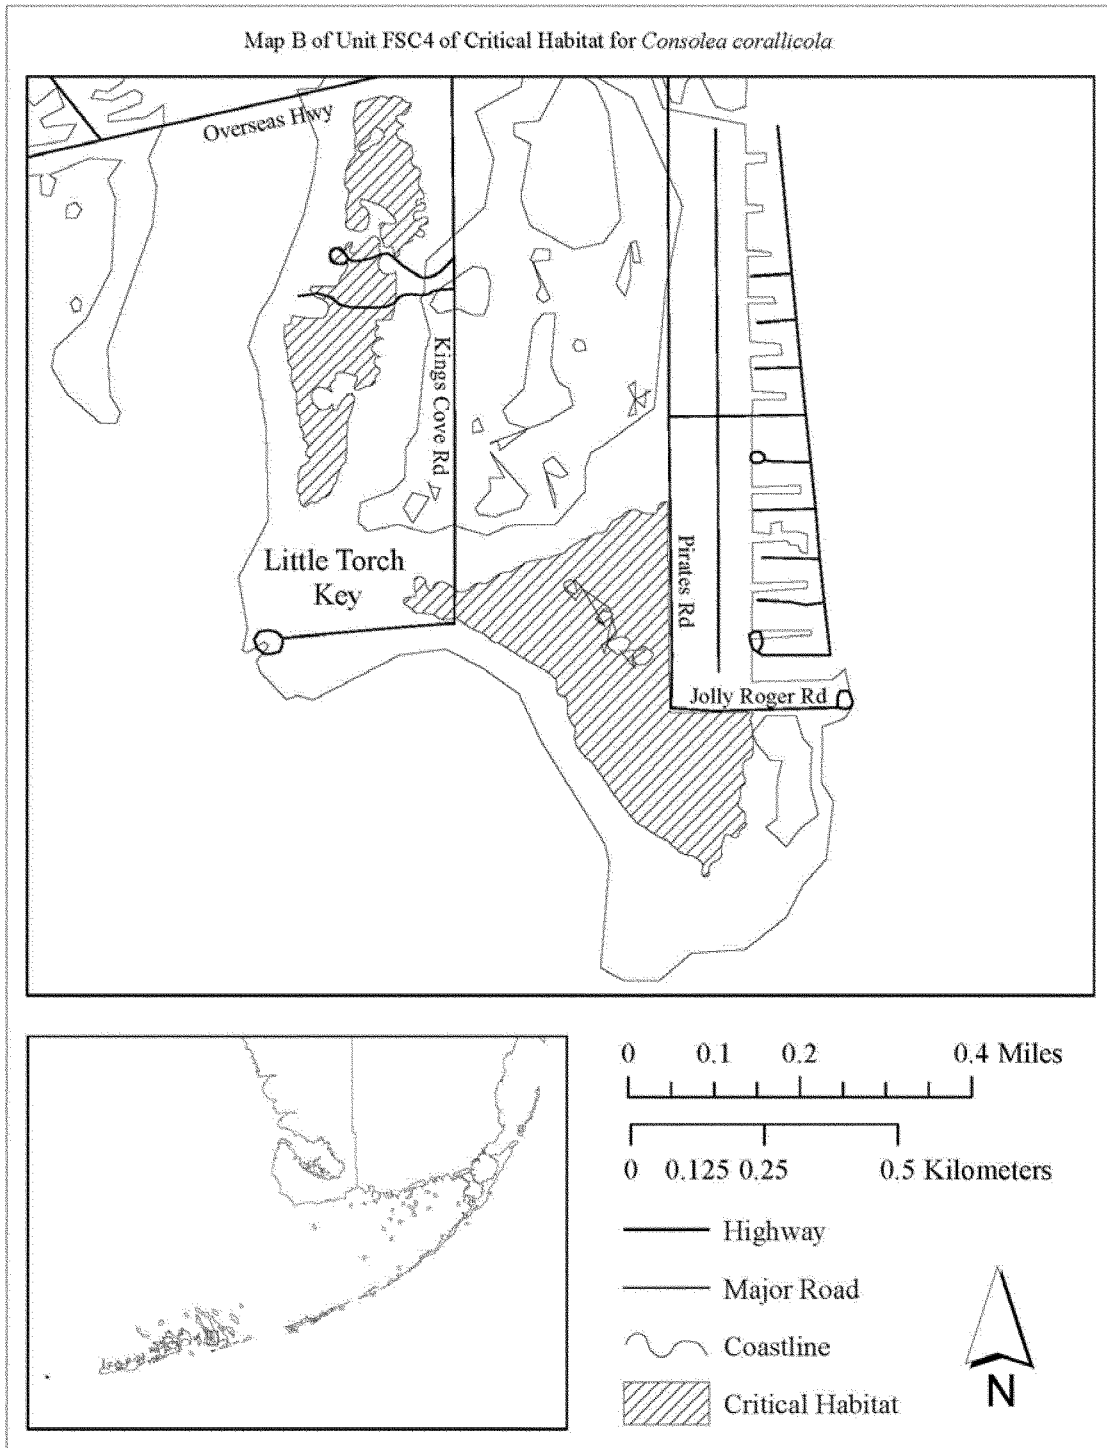 Map B of Unit FSC4 of Critical Habitat for Consolea corallicola
Overseas Hwy
Kings Cove Rd
Little Torch
Key
Pirates Rd
Jolly Roger Rd
0 0.1 0.2 0.4 Miles
0 0.125 0.25 0.5 Kilometers
Highway
Major Road
Coastline
Critical Habitat
N